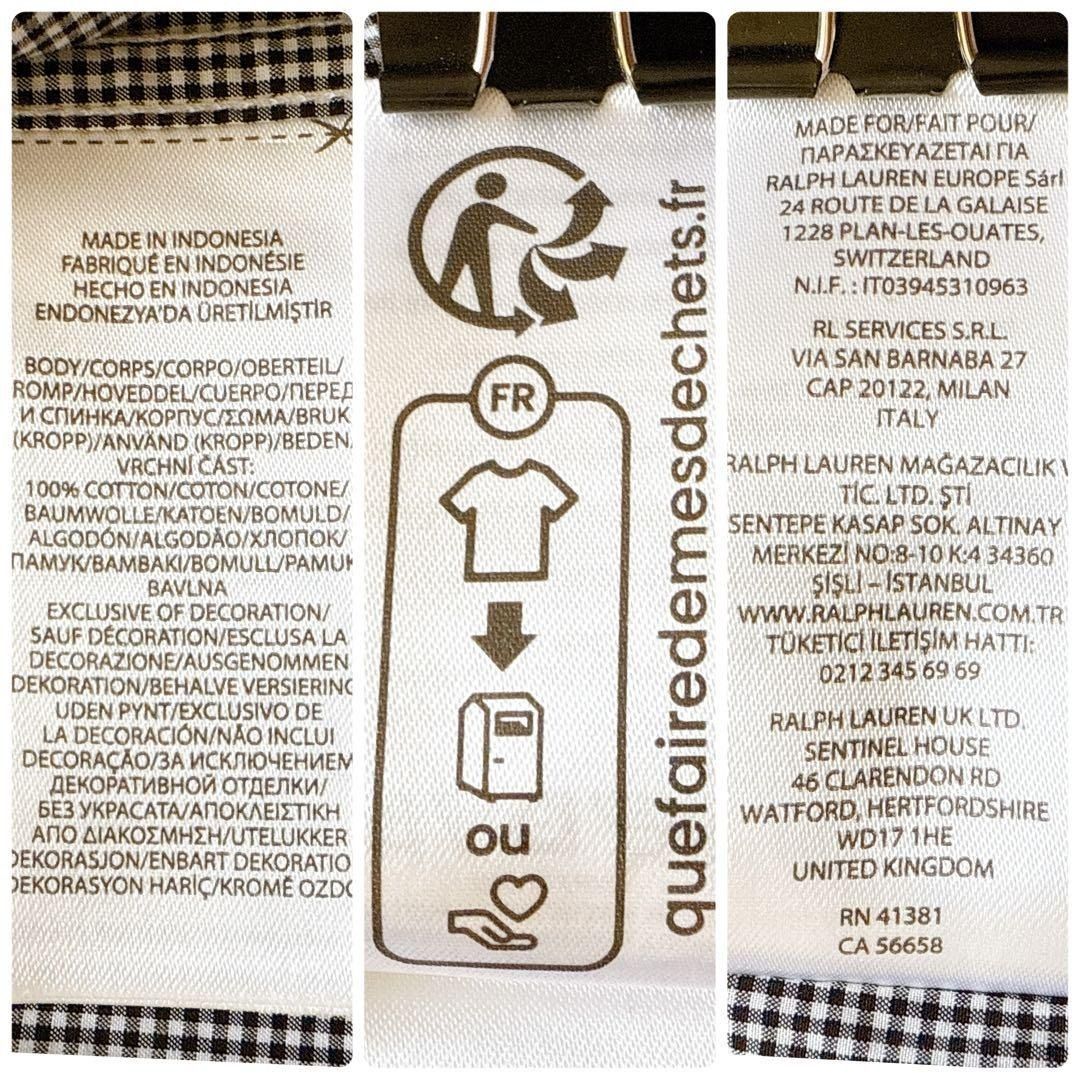 MADE IN INDONESIA
FABRIQUÉ EN INDONÉSIE
HECHO EN INDONESIA
ENDONEZYA'DA ÜRETİLMİŞTİR
BODY/CORPS/CORPO/OBERTEIL/
ROMP/HOVEDDEL/CUERPO/ПЕРЕД
И СПИНКА/КОРПУС/ΣΩΜΑ/BRUK
(KROPP)/ANVÄND (KROPP)/BEDEN
VRCHNÍ ČÁST:
100% COTTON/COTON/COTONE/
BAUMWOLLE/KATOEN/BOMULD/
ALGODÓN/ALGODÃO/ХЛОПОК/
ПАМУК/BAMBAKI/BOMULL/PAMUK
BAVLNA
EXCLUSIVE OF DECORATION/
SAUF DÉCORATION/ESCLUSA LA
DECORAZIONE/AUSGENOMMEN
DEKORATION/BEHALVE VERSIERING
UDEN PYNT/EXCLUSIVO DE
LA DECORACIÓN/NÃO INCLUI
DECORAÇÃO/ЗА ИСКЛЮЧЕНИЕМ
ДЕКОРАТИВНОЙ ОТДЕЛКИ/
БЕЗ УКРАСАТА/ΑΠΟΚΛΕΙΣΤΙΚΗ
ΑΠΟ ΔΙΑΚΟΣΜΗΣΗ/UTELUKKER
DEKORASJON/ENBART DEKORATIO
DEKORASYON HARİÇ/KROMĚ OZDO
FR
ou
quefairedemesdechets.fr
MADE FOR/FAIT POUR/
ΠΑΡΑΣΚΕΥΑΖΕΤΑΙ ΓΙΑ
RALPH LAUREN EUROPE Sárl
24 ROUTE DE LA GALAISE
1228 PLAN-LES-OUATES,
SWITZERLAND
N.I.F. : IT03945310963
RL SERVICES S.R.L.
VIA SAN BARNABA 27
CAP 20122, MILAN
ITALY
RALPH LAUREN MAĞAZACILIK V
TİC. LTD. ŞTİ
SENTEPE KASAP SOK. ALTINAY
MERKEZİ NO:8-10 K:4 34360
ŞİŞLİ – İSTANBUL
WWW.RALPHLAUREN.COM.TR
TÜKETİCİ İLETİŞİM HATTI:
0212 345 69 69
RALPH LAUREN UK LTD.
SENTINEL HOUSE
46 CLARENDON RD
WATFORD, HERTFORDSHIRE
WD17 1HE
UNITED KINGDOM
RN 41381
CA 56658